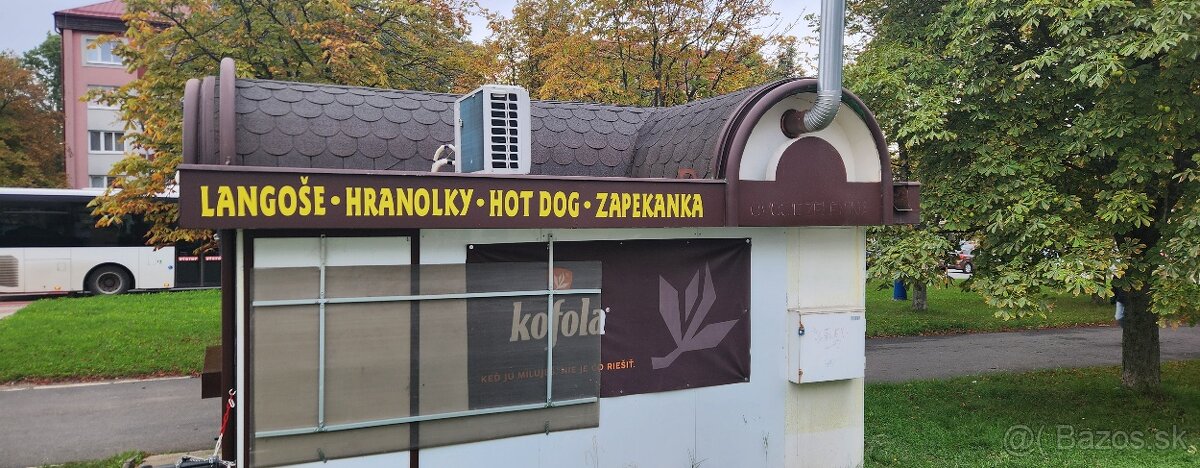 LANGOŠE • HRANOLKY • HOT DOG • ZAPEKANKA
kofola
KEĎ JU MILUJEŠ, NIE JE ČO RIEŠIŤ.
@( Bazos.sk